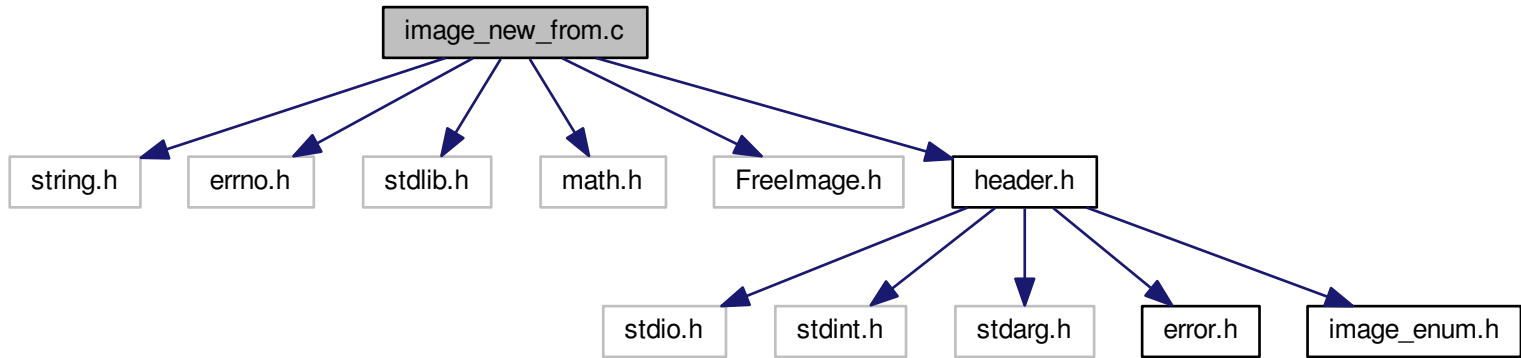 image_new_from.c
string.h
errno.h
stdlib.h
math.h
FreeImage.h
header.h
stdio.h
stdint.h
stdarg.h
error.h
image_enum.h